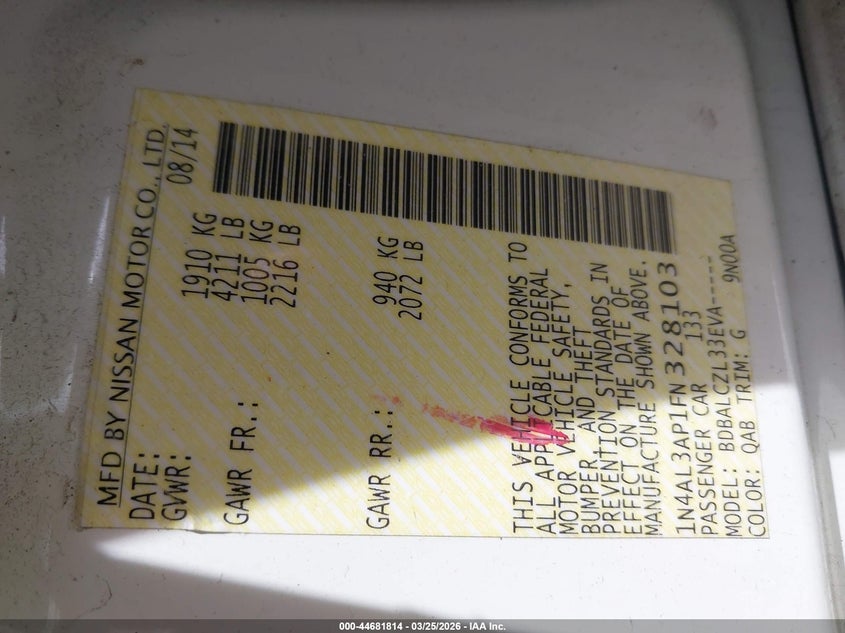 MFD BY NISSAN MOTOR CO., LTD.
DATE: 08/14
GVWR: 1910 KG
4211 LB
GAWR FR.: 1005 KG
2216 LB
GAWR RR.: 940 KG
2072 LB
THIS VEHICLE CONFORMS TO
ALL APPLICABLE FEDERAL
MOTOR VEHICLE SAFETY,
BUMPER, AND THEFT
PREVENTION STANDARDS IN
EFFECT ON THE DATE OF
MANUFACTURE SHOWN ABOVE.
1N4AL3AP1FN328103
PASSENGER CAR 133
MODEL: BDBALCZL33EVA-----
COLOR: QAB TRIM: G 9N00A
000-44681814 - 03/25/2026 - IAA Inc.